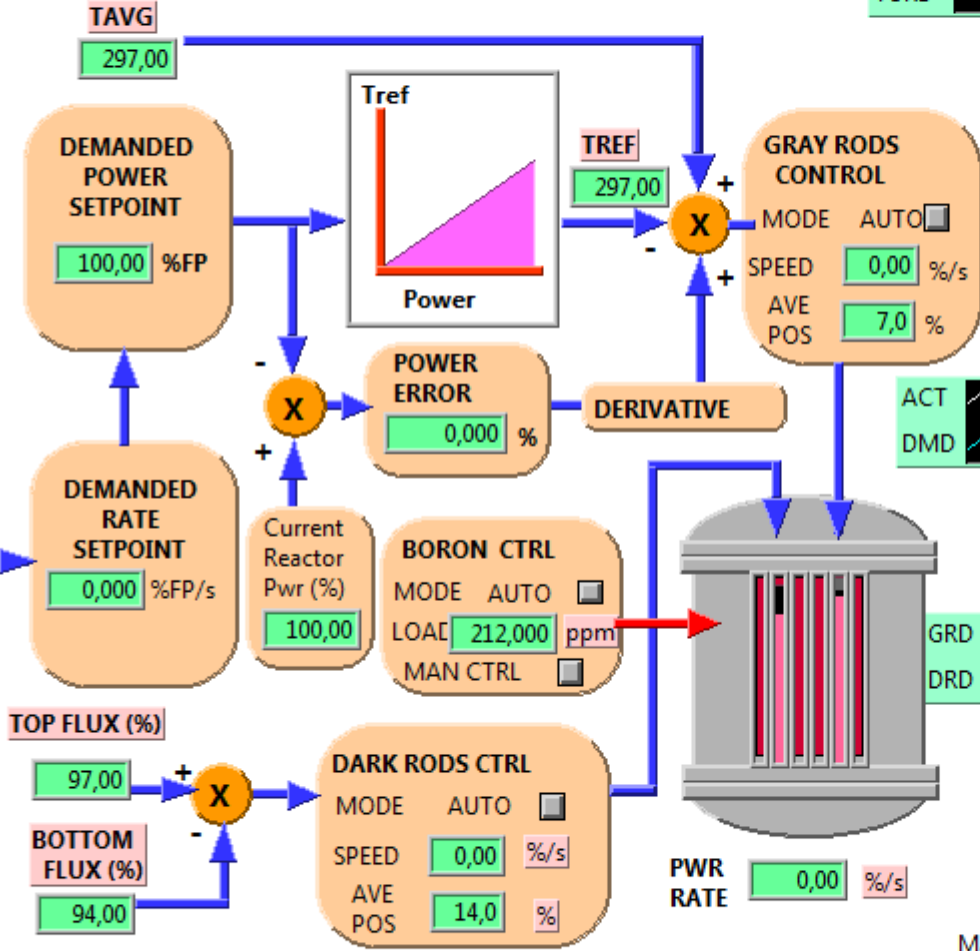 TAVG
297,00
DEMANDED
POWER
SETPOINT
100,00 %FP
Tref
Power
TREF
297,00
X
+
-
+
GRAY RODS
CONTROL
MODE AUTO
SPEED 0,00 %/s
AVE
POS 7,0 %
-
X
+
POWER
ERROR
0,000 %
DERIVATIVE
ACT
DMD
DEMANDED
RATE
SETPOINT
0,000 %FP/s
Current
Reactor
Pwr (%)
100,00
BORON CTRL
MODE AUTO
LOAD 212,000 ppm
MAN CTRL
GRD
DRD
TOP FLUX (%)
97,00
+
X
-
BOTTOM
FLUX (%)
94,00
DARK RODS CTRL
MODE AUTO
SPEED 0,00 %/s
AVE
POS 14,0 %
PWR
RATE 0,00 %/s